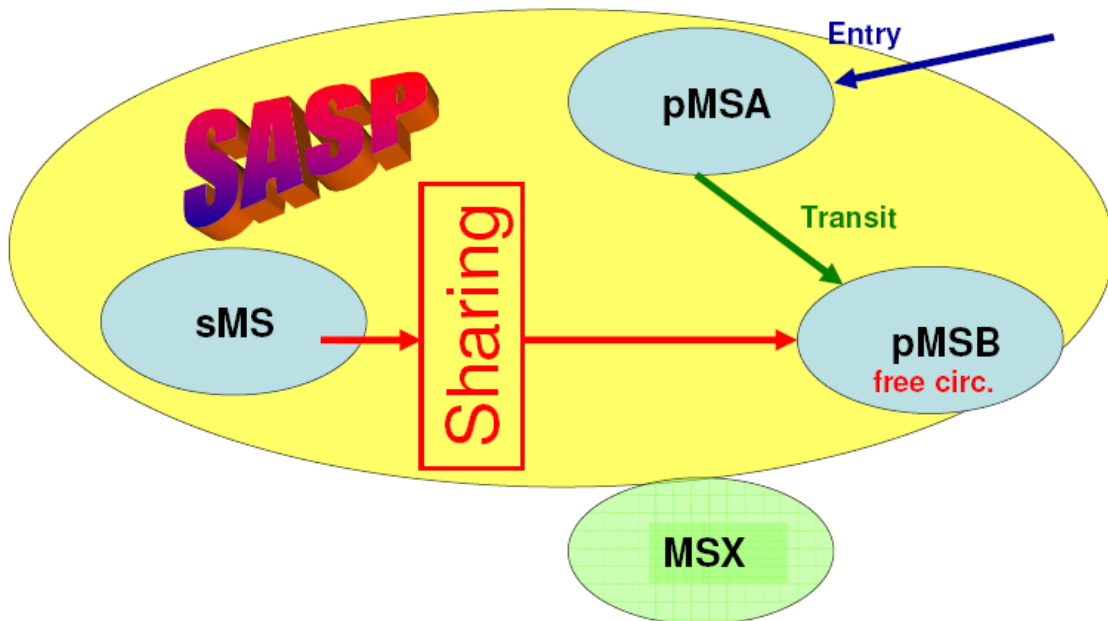 Entry
pMSA
SASP
Sharing
Transit
sMS
pMSB
free circ.
MSX